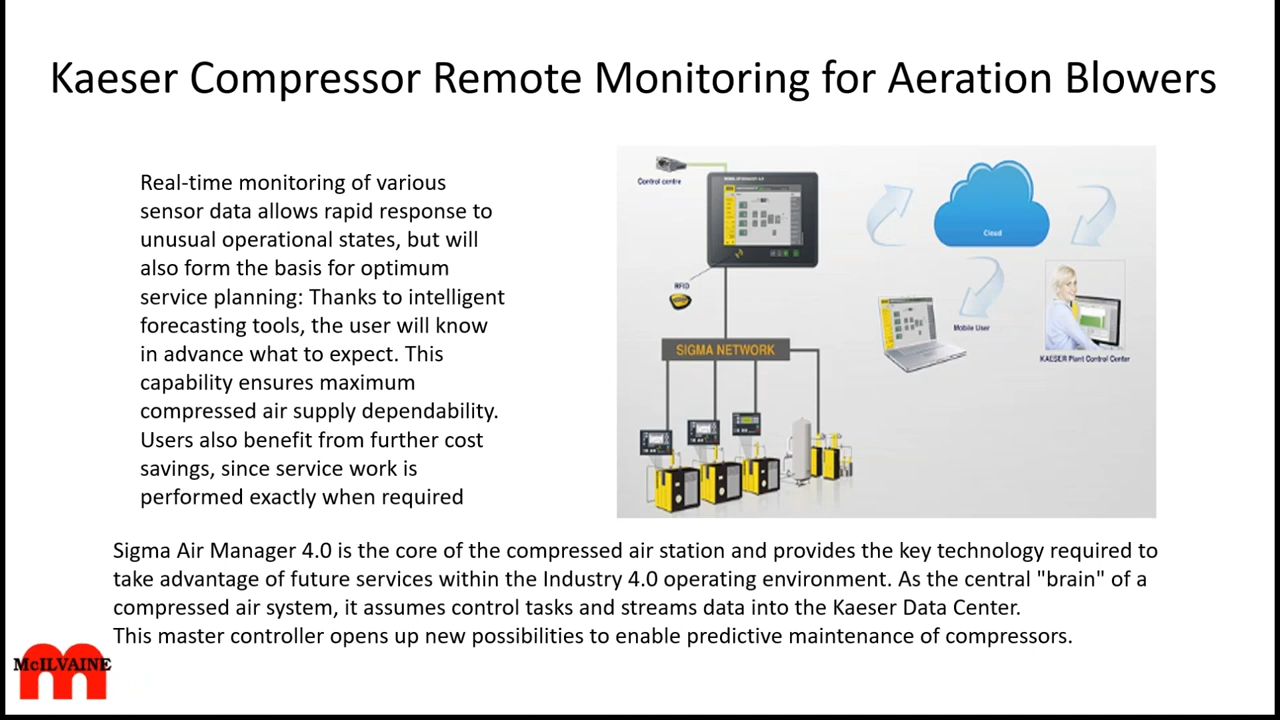 Kaeser Compressor Remote Monitoring for Aeration Blowers
Real-time monitoring of various
sensor data allows rapid response to
unusual operational states, but will
also form the basis for optimum
service planning: Thanks to intelligent
forecasting tools, the user will know
in advance what to expect. This
capability ensures maximum
compressed air supply dependability.
Users also benefit from further cost
savings, since service work is
performed exactly when required
Control centre
RFID
SIGMA NETWORK
Cloud
Mobile User
KAESER Plant Control Center
Sigma Air Manager 4.0 is the core of the compressed air station and provides the key technology required to
take advantage of future services within the Industry 4.0 operating environment. As the central "brain" of a
compressed air system, it assumes control tasks and streams data into the Kaeser Data Center.
This master controller opens up new possibilities to enable predictive maintenance of compressors.
McILVAINE